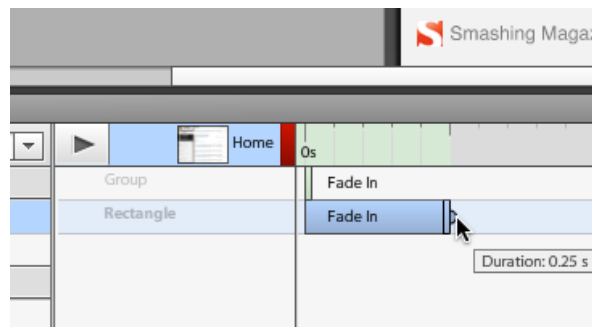 Smashing Magaz
Home
0s
Group
Fade In
Rectangle
Fade In
Duration: 0.25 s